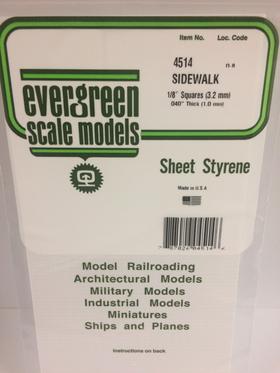 Item No. Loc. Code
4514
SIDEWALK
1/8" Squares (3.2 mm)
.040" Thick (1.0 mm)
evergreen
scale models
Sheet Styrene
Made in U.S.A
Model Railroading
Architectural Models
Military Models
Industrial Models
Miniatures
Ships and Planes
Instructions on back